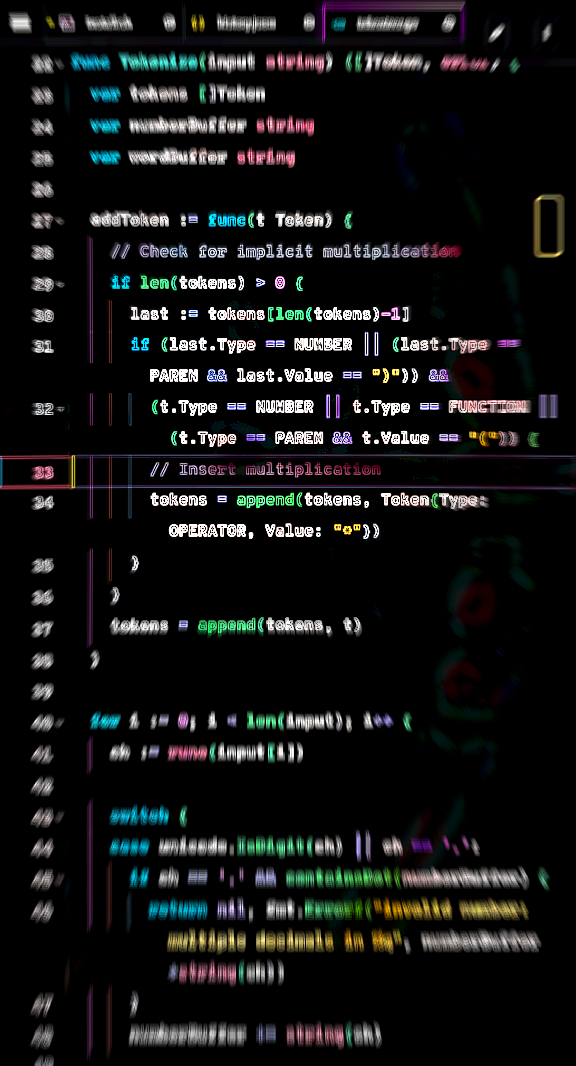 22 func Tokenize(input string) ([]Token, error) {
23 var tokens []Token
24 var numberBuffer string
25 var wordBuffer string
26
27 addToken := func(t Token) {
28 // Check for implicit multiplication
29 if len(tokens) > 0 {
30 last := tokens[len(tokens)-1]
31 if (last.Type == NUMBER || (last.Type ==
PAREN && last.Value == ")")) &&
32 (t.Type == NUMBER || t.Type == FUNCTION ||
(t.Type == PAREN && t.Value == "(")) {
33 // Insert multiplication
34 tokens = append(tokens, Token{Type:
OPERATOR, Value: "*"})
35 }
36 }
37 tokens = append(tokens, t)
38 }
39
40 for i := 0; i < len(input); i++ {
41 ch := rune(input[i])
42
43 switch {
44 case unicode.IsDigit(ch) || ch == '.':
45 if ch == '.' && containsDot(numberBuffer) {
46 return nil, fmt.Errorf("invalid number:
multiple decimals in %q", numberBuffer
+string(ch))
47 }
48 numberBuffer += string(ch)